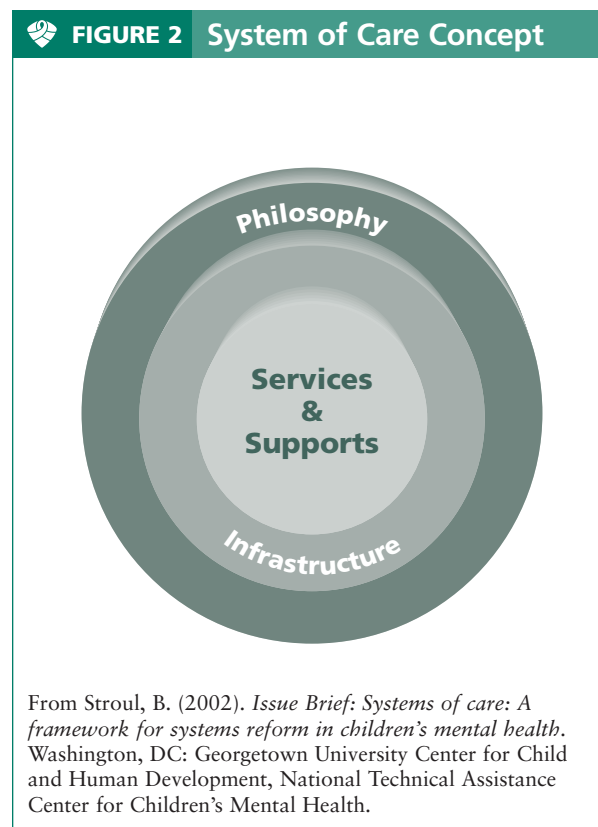 FIGURE 2 System of Care Concept
Philosophy
Services
&
Supports
Infrastructure
From Stroul, B. (2002). Issue Brief: Systems of care: A
framework for systems reform in children’s mental health.
Washington, DC: Georgetown University Center for Child
and Human Development, National Technical Assistance
Center for Children’s Mental Health.